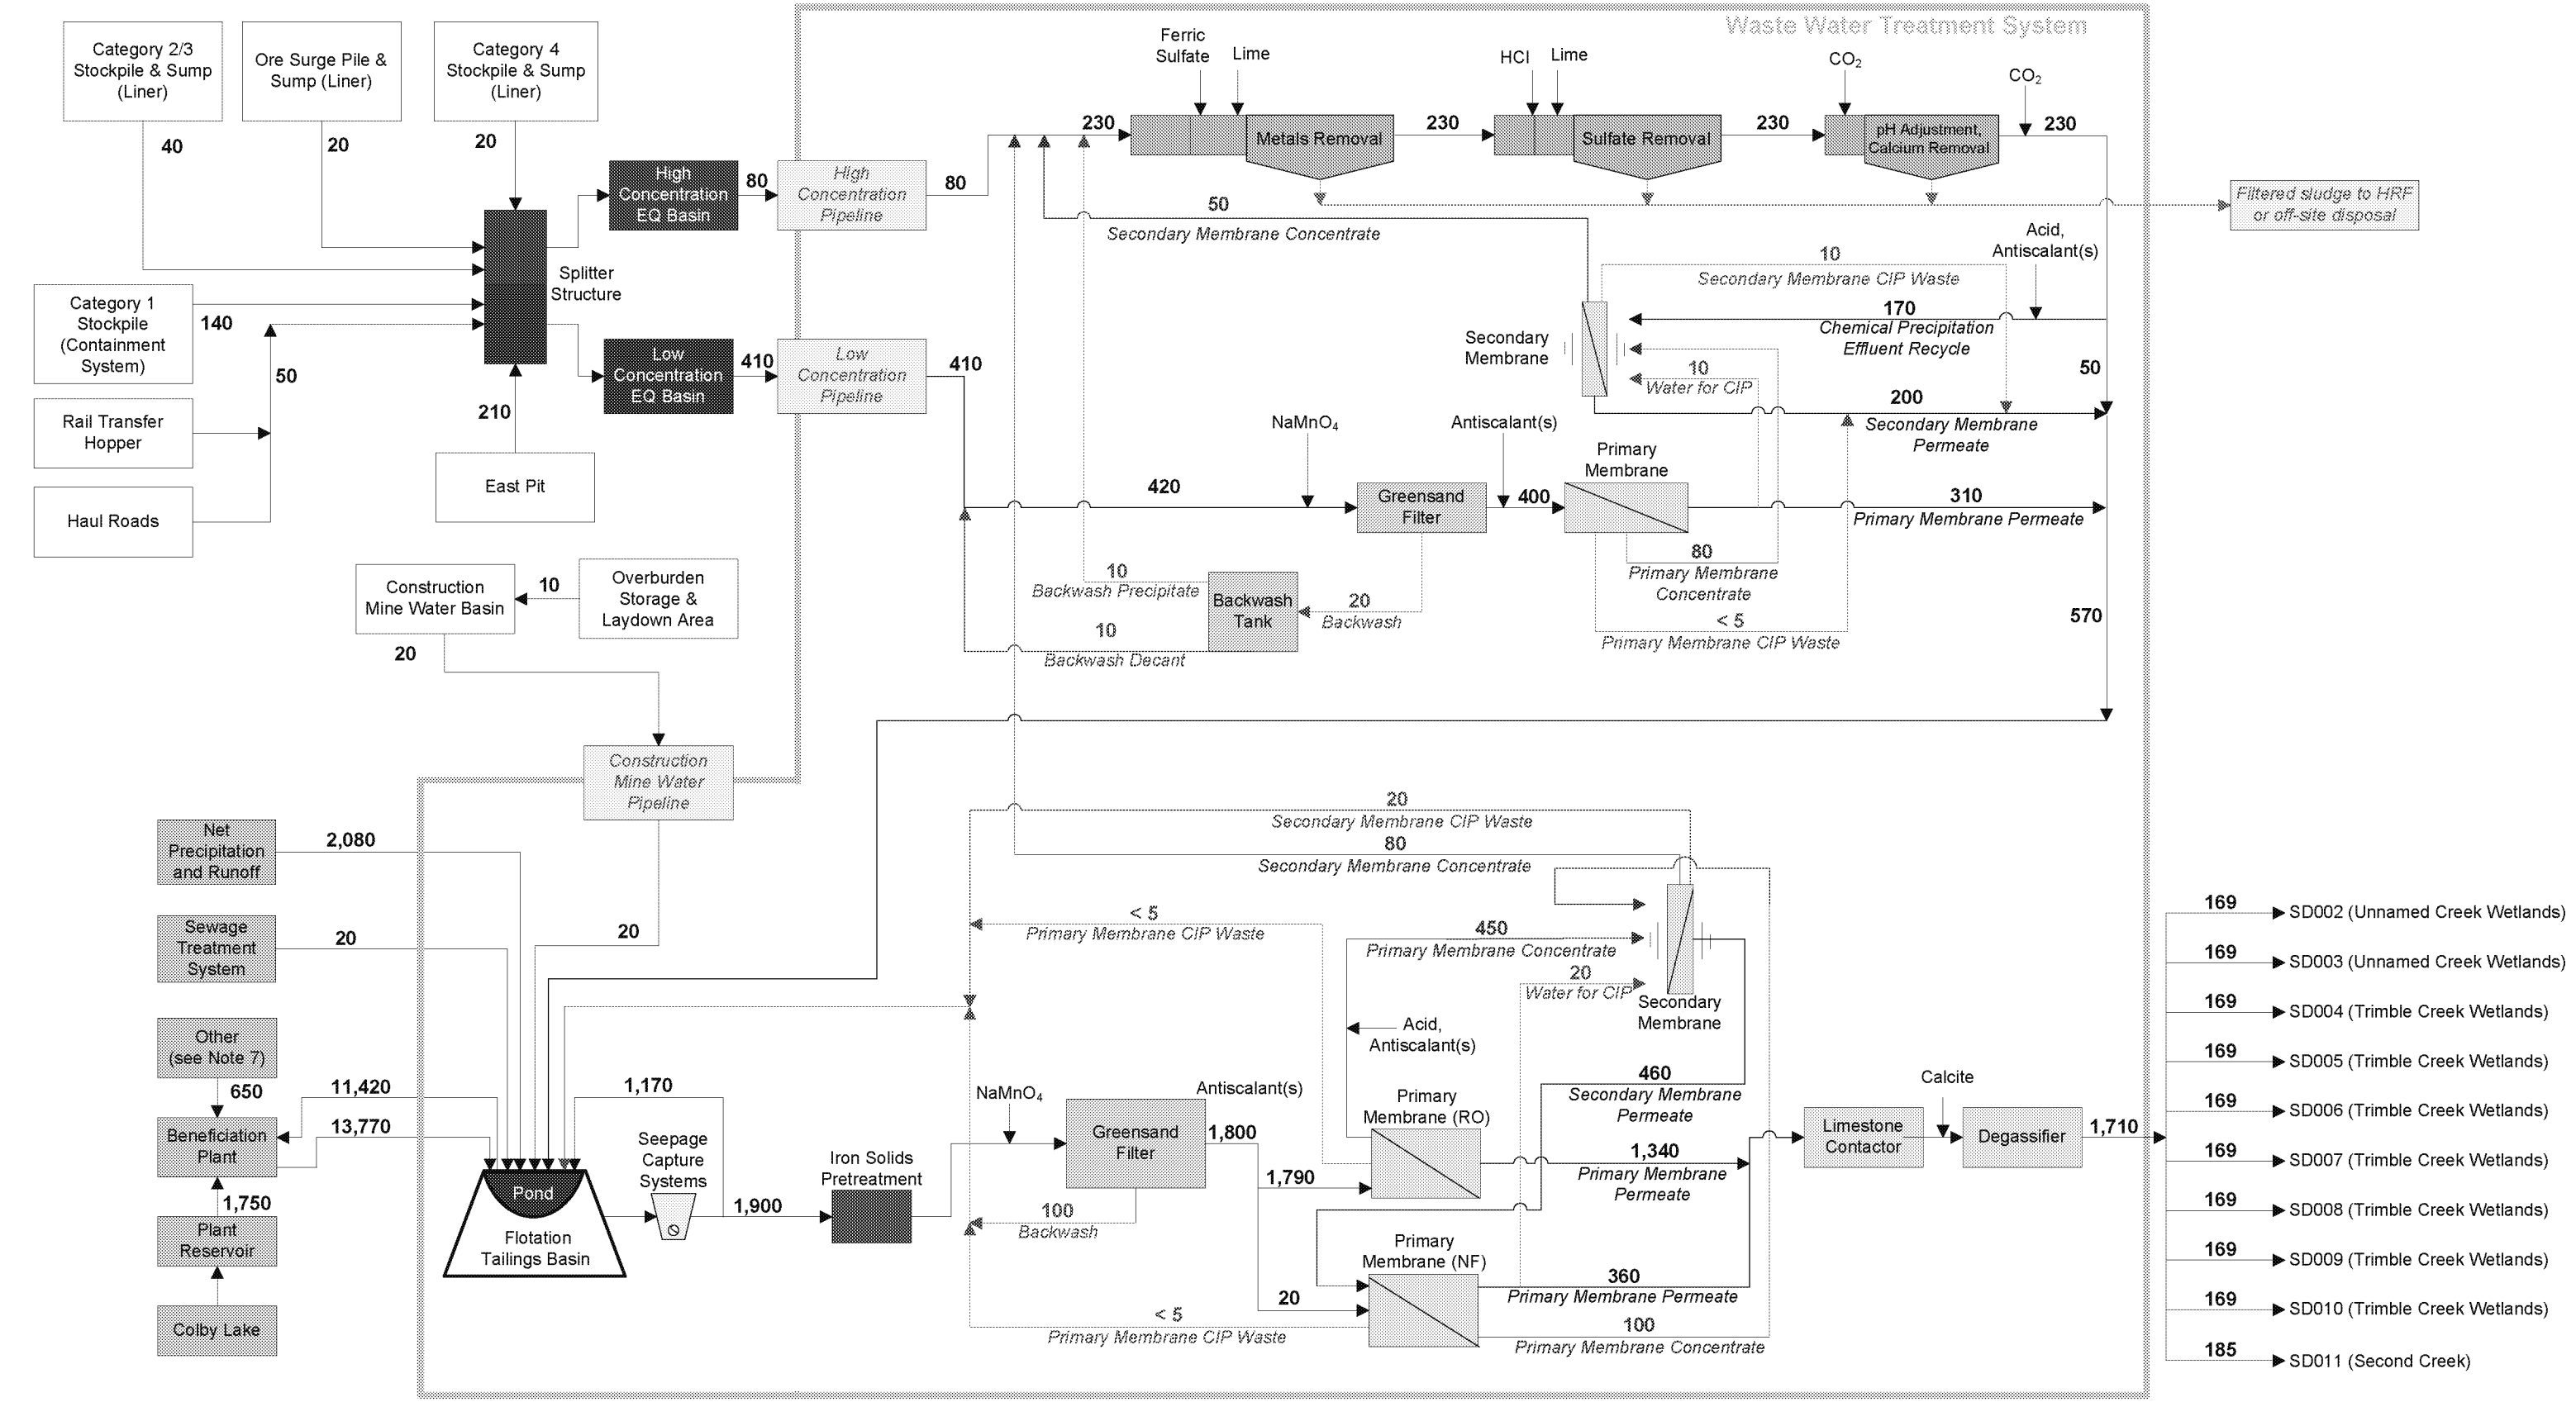 Waste Water Treatment System
Category 2/3
Stockpile & Sump
(Liner)
Ore Surge Pile &
Sump (Liner)
Category 4
Stockpile & Sump
(Liner)
40
20
20
Category 1
Stockpile
(Containment
System)
140
50
Rail Transfer
Hopper
Haul Roads
210
East Pit
Splitter
Structure
High
Concentration
EQ Basin
80
High
Concentration
Pipeline
80
Low
Concentration
EQ Basin
410
Low
Concentration
Pipeline
410
Ferric
Sulfate
Lime
230
Metals Removal
230
HCl
Lime
Sulfate Removal
230
CO2
pH Adjustment,
Calcium Removal
CO2
230
Filtered sludge to HRF
or off-site disposal
50
Secondary Membrane Concentrate
10
Secondary Membrane CIP Waste
Acid,
Antiscalant(s)
170
Chemical Precipitation
Effluent Recycle
Secondary
Membrane
10
Water for CIP
50
200
Secondary Membrane
Permeate
NaMnO4
Antiscalant(s)
Primary
Membrane
420
Greensand
Filter
400
310
Primary Membrane Permeate
80
Primary Membrane
Concentrate
10
Backwash Precipitate
Backwash
Tank
20
Backwash
< 5
Primary Membrane CIP Waste
10
Backwash Decant
570
Construction
Mine Water Basin
10
Overburden
Storage &
Laydown Area
20
Construction
Mine Water
Pipeline
20
Net
Precipitation
and Runoff
2,080
Sewage
Treatment
System
20
Other
(see Note 7)
650
11,420
13,770
Beneficiation
Plant
1,750
Plant
Reservoir
Colby Lake
Pond
Flotation
Tailings Basin
1,170
Seepage
Capture
Systems
1,900
Iron Solids
Pretreatment
NaMnO4
Greensand
Filter
Antiscalant(s)
1,800
100
Backwash
1,790
20
20
Secondary Membrane CIP Waste
80
Secondary Membrane Concentrate
< 5
Primary Membrane CIP Waste
450
Primary Membrane Concentrate
20
Water for CIP
Secondary
Membrane
Acid,
Antiscalant(s)
460
Secondary Membrane
Permeate
Primary
Membrane (RO)
1,340
Primary Membrane
Permeate
Primary
Membrane (NF)
360
Primary Membrane Permeate
100
Primary Membrane Concentrate
< 5
Primary Membrane CIP Waste
Limestone
Contactor
Calcite
Degassifier
1,710
169 SD002 (Unnamed Creek Wetlands)
169 SD003 (Unnamed Creek Wetlands)
169 SD004 (Trimble Creek Wetlands)
169 SD005 (Trimble Creek Wetlands)
169 SD006 (Trimble Creek Wetlands)
169 SD007 (Trimble Creek Wetlands)
169 SD008 (Trimble Creek Wetlands)
169 SD009 (Trimble Creek Wetlands)
169 SD010 (Trimble Creek Wetlands)
185 SD011 (Second Creek)